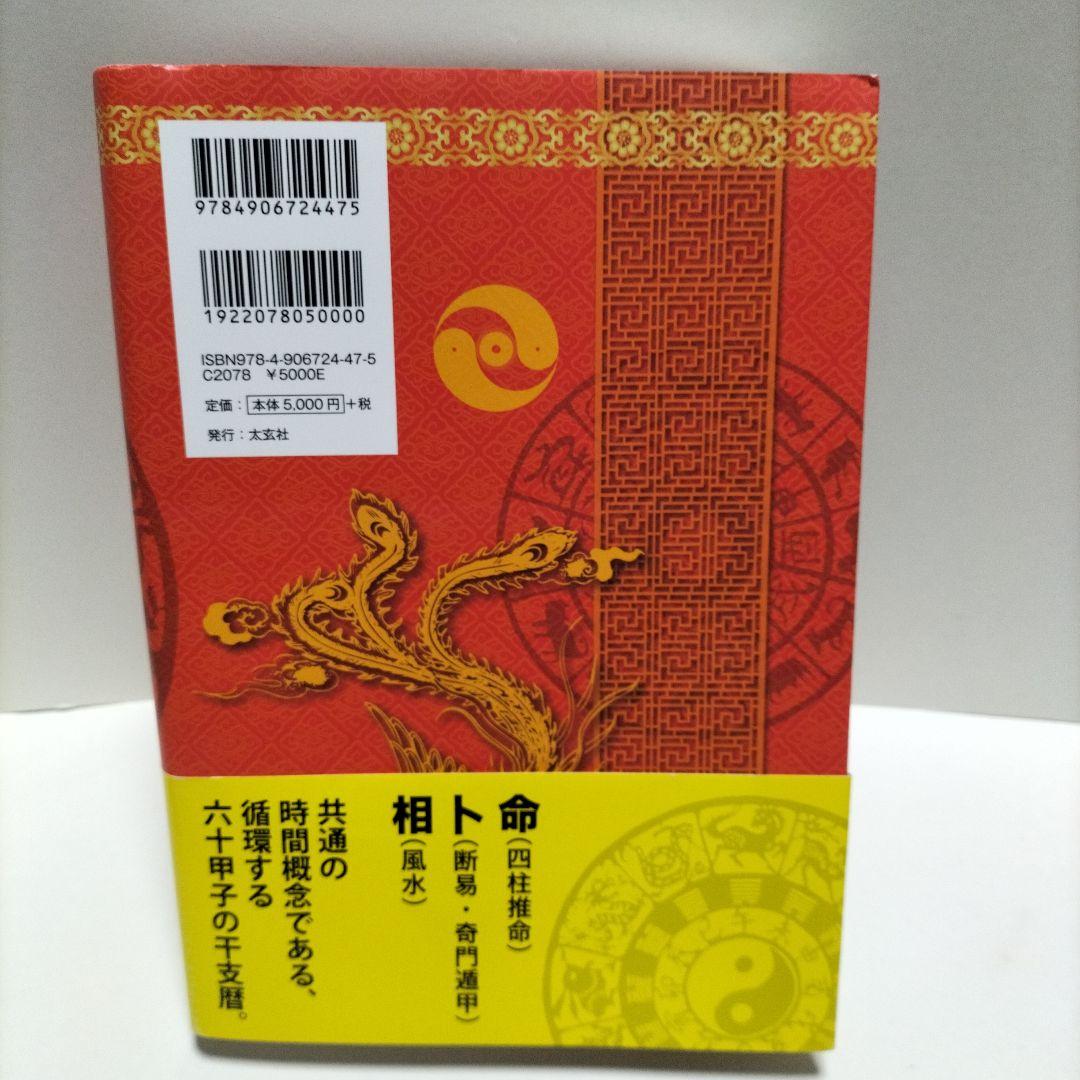 9784906724475
1922078050000
ISBN978-4-906724-47-5
C2078 ¥5000E
定価：本体5,000円+税
発行：太玄社
命（四柱推命）
卜（断易・奇門遁甲）
相（風水）
共通の
時間概念である、
循環する
六十甲子の干支暦。